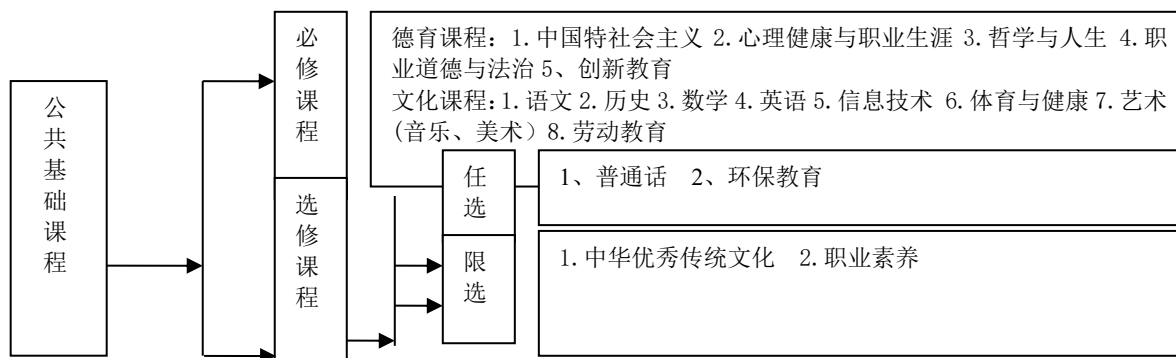 公共基础课程
必修课程
德育课程：1.中国特社会主义 2.心理健康与职业生涯 3.哲学与人生 4.职
业道德与法治 5、创新教育
文化课程:1.语文 2.历史 3.数学 4.英语 5.信息技术 6.体育与健康 7.艺术
(音乐、美术）8.劳动教育
选修课程
任选
1、普通话 2、环保教育
限选
1.中华优秀传统文化 2.职业素养